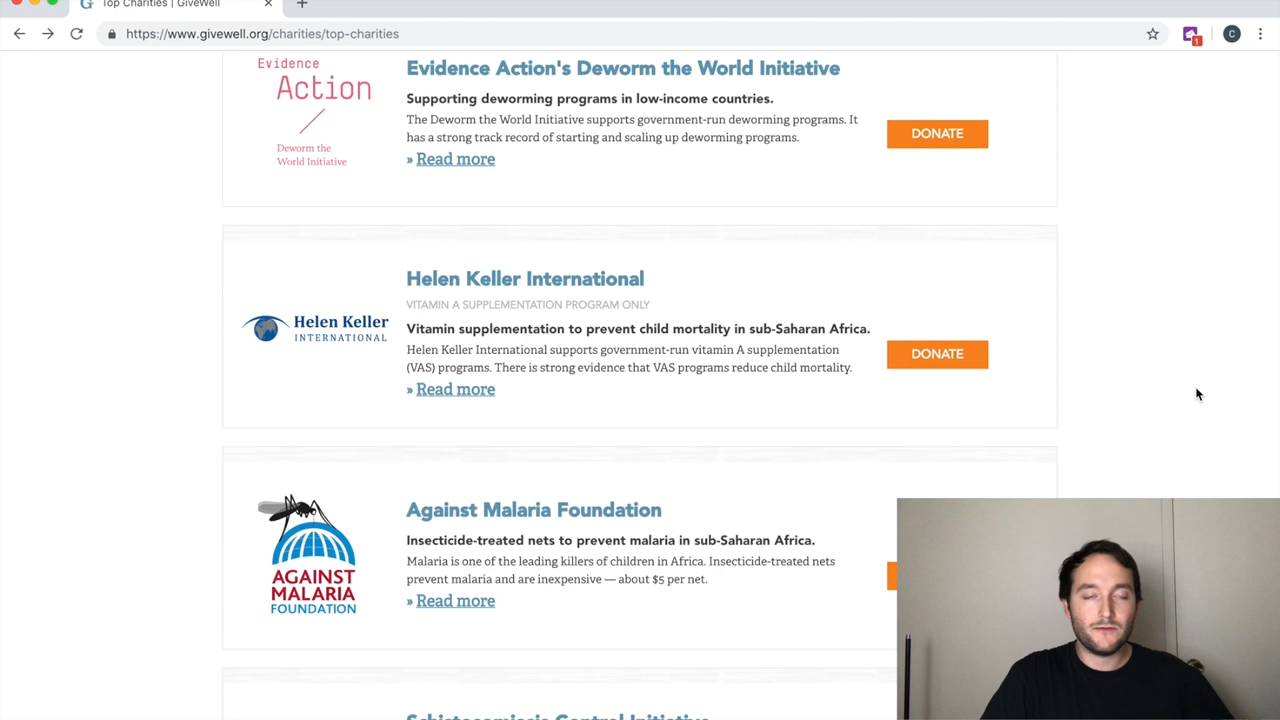 Top Charities | GiveWell
https://www.givewell.org/charities/top-charities
1
C
Evidence
Action
Deworm the
World Initiative
Evidence Action's Deworm the World Initiative
Supporting deworming programs in low-income countries.
The Deworm the World Initiative supports government-run deworming programs. It
has a strong track record of starting and scaling up deworming programs.
» Read more
DONATE
Helen Keller
INTERNATIONAL
Helen Keller International
VITAMIN A SUPPLEMENTATION PROGRAM ONLY
Vitamin supplementation to prevent child mortality in sub-Saharan Africa.
Helen Keller International supports government-run vitamin A supplementation
(VAS) programs. There is strong evidence that VAS programs reduce child mortality.
» Read more
DONATE
AGAINST
MALARIA
FOUNDATION
Against Malaria Foundation
Insecticide-treated nets to prevent malaria in sub-Saharan Africa.
Malaria is one of the leading killers of children in Africa. Insecticide-treated nets
prevent malaria and are inexpensive — about $5 per net.
» Read more
Schistosomiasis Control Initiative